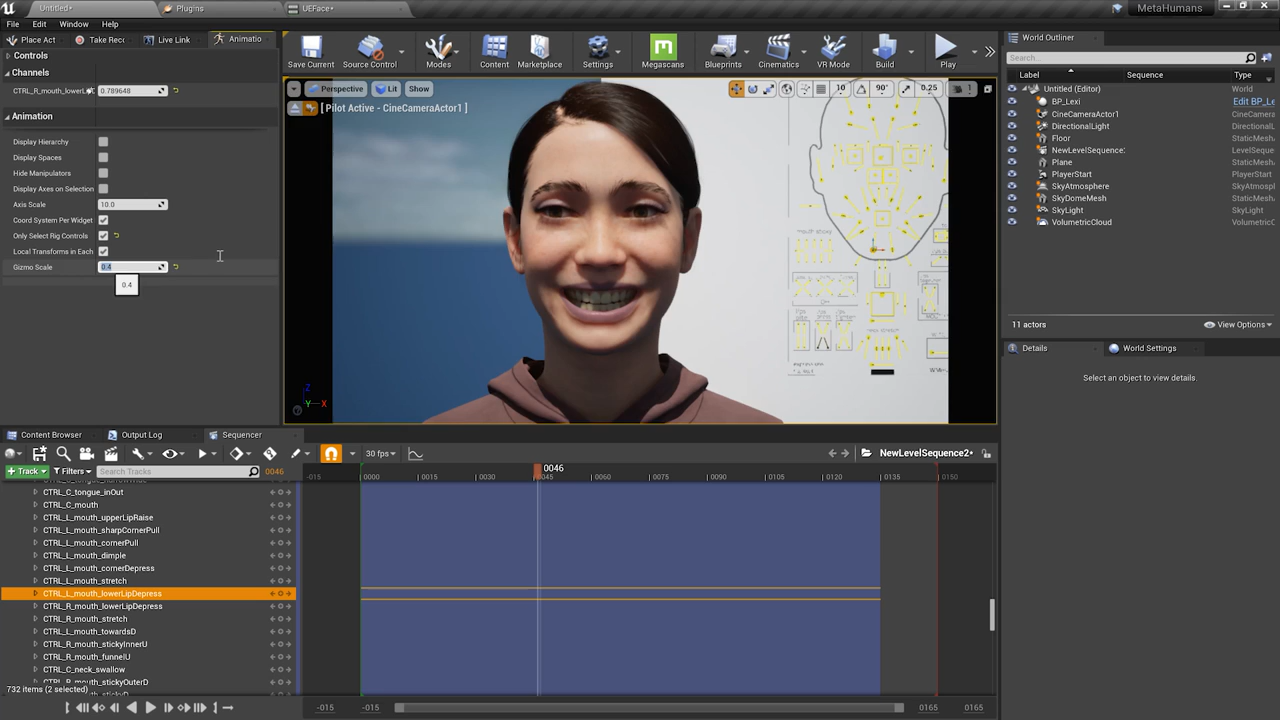 Untitled•
Plugins
UEFace•
MetaHumans
File
Edit
Window
Help
Place Act
Take Rec
Live Link
Animatio
Save Current
Source Control
Modes
Content
Marketplace
Settings
Megascans
Blueprints
Cinematics
VR Mode
Build
Play
World Outliner
Search...
Label
Sequence
Type
Controls
Channels
CTRL_R_mouth_lowerLi
0.789648
Animation
Display Hierarchy
Display Spaces
Hide Manipulators
Display Axes on Selection
Axis Scale
10.0
Coord System Per Widget
Only Select Rig Controls
Local Transforms in Each
Gizmo Scale
0.4
0.4
Perspective
Lit
Show
10
90°
0.25
1
[ Pilot Active - CineCameraActor1 ]
Z
Y
X
Untitled (Editor)
World
BP_Lexi
Edit BP_Le
CineCameraActor1
CineCamera
DirectionalLight
DirectionalL
Floor
StaticMesh
NewLevelSequence:
LevelSeque
Plane
StaticMesh
PlayerStart
PlayerStart
SkyAtmosphere
SkyAtmosph
SkyDomeMesh
StaticMesh
SkyLight
SkyLight
VolumetricCloud
VolumetricC
11 actors
View Options
Details
World Settings
Select an object to view details.
Content Browser
Output Log
Sequencer
30 fps
NewLevelSequence2•
Track
Filters
Search Tracks
0046
0046
-015
0000
0015
0030
0045
0060
0075
0090
0105
0120
0135
0150
CTRL_C_tongue_inOut
CTRL_C_mouth
CTRL_L_mouth_upperLipRaise
CTRL_L_mouth_sharpCornerPull
CTRL_L_mouth_cornerPull
CTRL_L_mouth_dimple
CTRL_L_mouth_cornerDepress
CTRL_L_mouth_stretch
CTRL_L_mouth_lowerLipDepress
CTRL_R_mouth_lowerLipDepress
CTRL_R_mouth_stretch
CTRL_L_mouth_towardsD
CTRL_R_mouth_stickyInnerU
CTRL_R_mouth_funnelU
CTRL_C_neck_swallow
CTRL_R_mouth_stickyOuterD
732 items (2 selected)
-015
-015
0165
0165